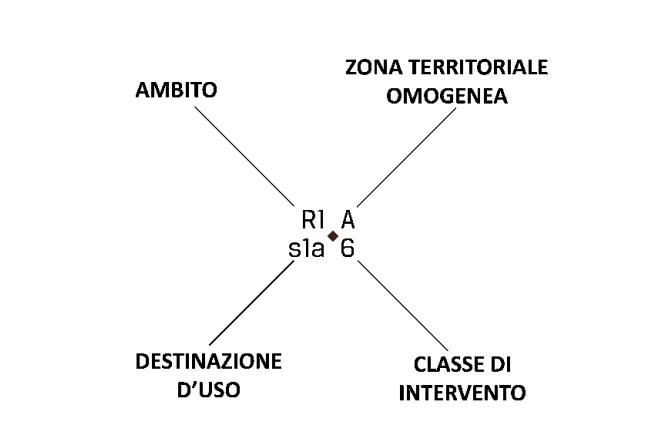 AMBITO
ZONA TERRITORIALE
OMOGENEA
R1 A
s1a 6
DESTINAZIONE
D'USO
CLASSE DI
INTERVENTO